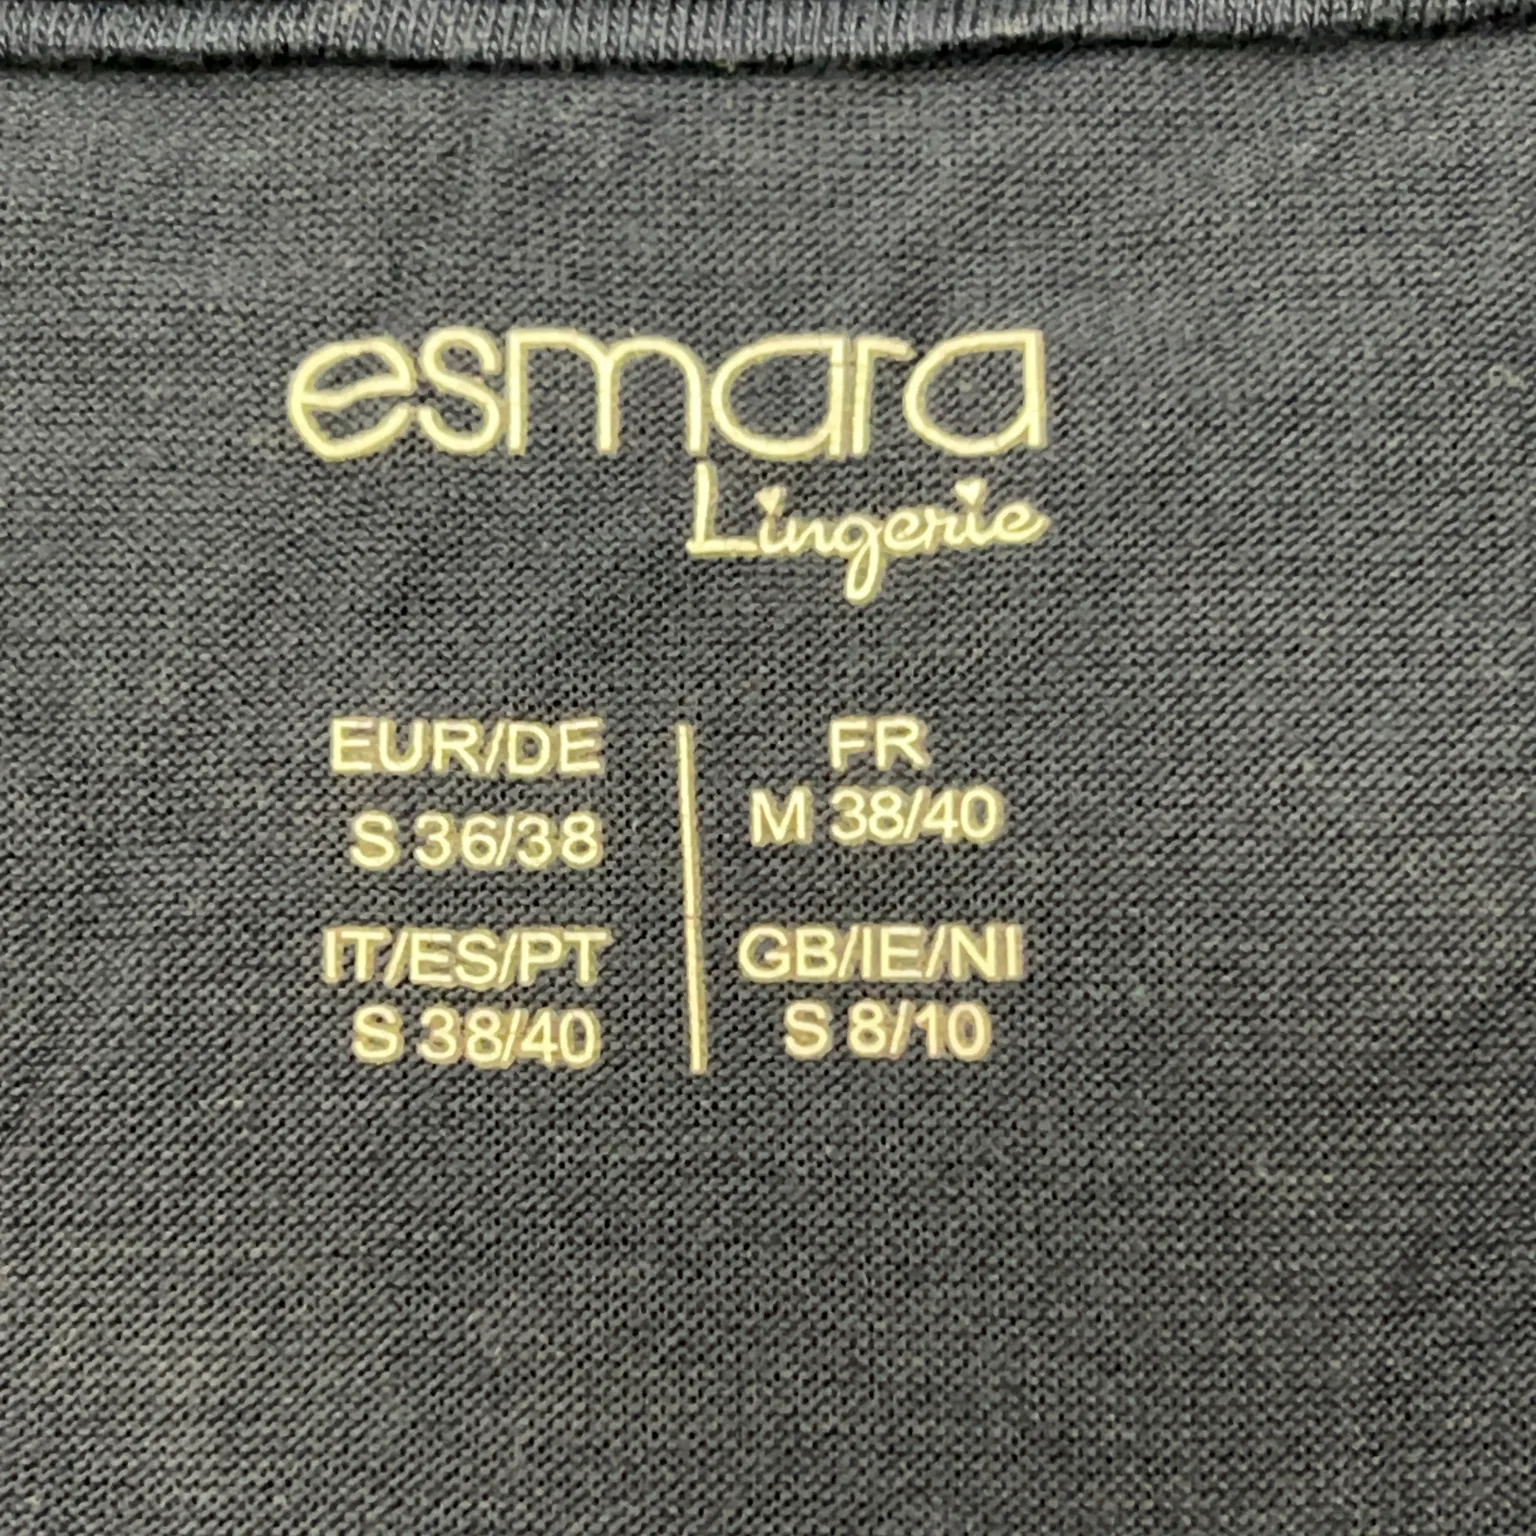 esmara
Lingerie
EUR/DE
S 36/38
FR
M 38/40
IT/ES/PT
S 38/40
GB/IE/NI
S 8/10